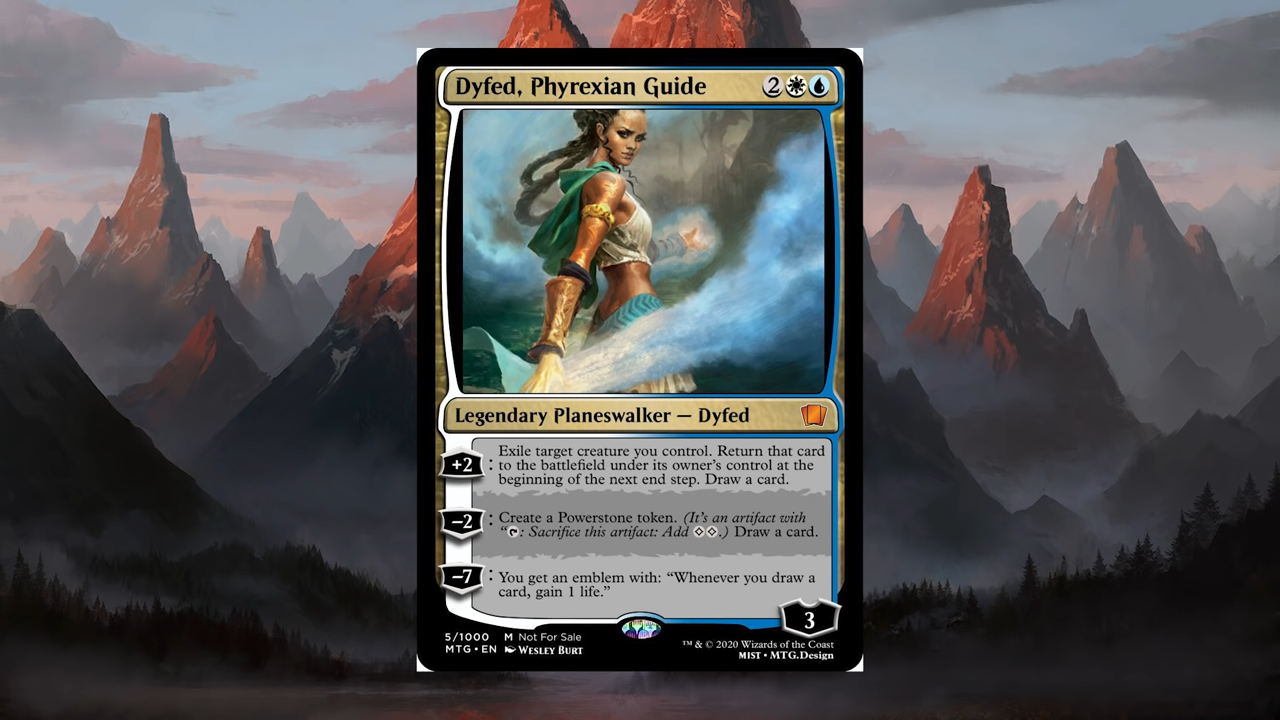 Dyfed, Phyrexian Guide 2
Legendary Planeswalker — Dyfed
+2 : Exile target creature you control. Return that card
to the battlefield under its owner's control at the
beginning of the next end step. Draw a card.
−2 : Create a Powerstone token. (It's an artifact with
“: Sacrifice this artifact: Add .) Draw a card.
−7 : You get an emblem with: “Whenever you draw a
card, gain 1 life.”
3
5/1000 M Not For Sale
MTG • EN Wesley Burt
™ & © 2020 Wizards of the Coast
MIST • MTG.Design